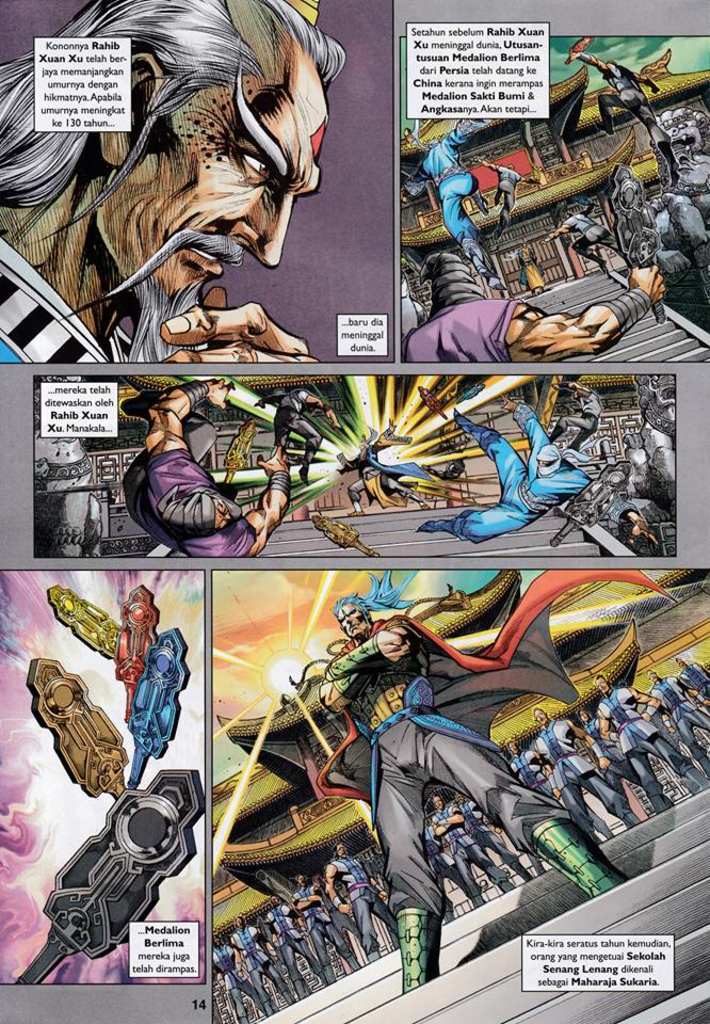 Kononnya Rahib
Xuan Xu telah ber-
jaya memanjangkan
umurnya dengan
hikmatnya. Apabila
umurnya meningkat
ke 130 tahun...
...baru dia
meninggal
dunia.
Setahun sebelum Rahib Xuan
Xu meninggal dunia, Utusan-
tusuan Medalion Berlima
dari Persia telah datang ke
China kerana ingin merampas
Medalion Sakti Bumi &
Angkasanya. Akan tetapi...
...mereka telah
ditewaskan oleh
Rahib Xuan
Xu. Manakala...
...Medalion
Berlima
mereka juga
telah dirampas.
Kira-kira seratus tahun kemudian,
orang yang mengetuai Sekolah
Senang Lenang dikenali
sebagai Maharaja Sukaria.
14